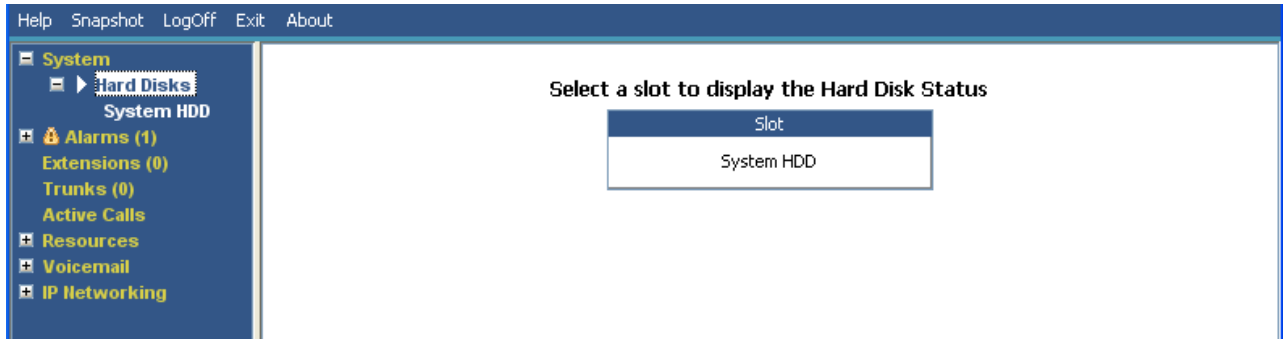 Help Snapshot LogOff Exit About
System
Hard Disks
System HDD
Alarms (1)
Extensions (0)
Trunks (0)
Active Calls
Resources
Voicemail
IP Networking
Select a slot to display the Hard Disk Status
Slot
System HDD